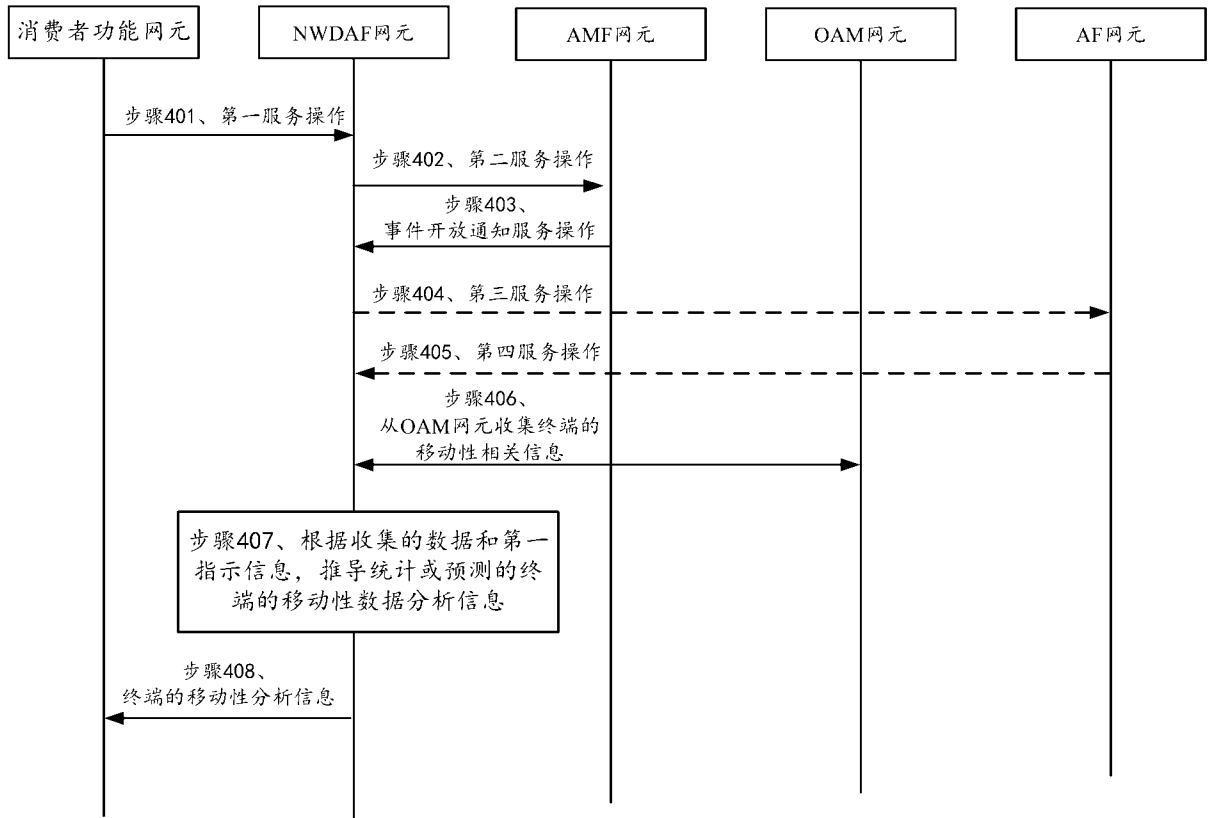 消费者功能网元
NWDAF网元
AMF网元
OAM网元
AF网元
步骤401、第一服务操作
步骤402、第二服务操作
步骤403、
事件开放通知服务操作
步骤404、第三服务操作
步骤405、第四服务操作
步骤406、
从OAM网元收集终端的
移动性相关信息
步骤407、根据收集的数据和第一
指示信息，推导统计或预测的终
端的移动性数据分析信息
步骤408、
终端的移动性分析信息